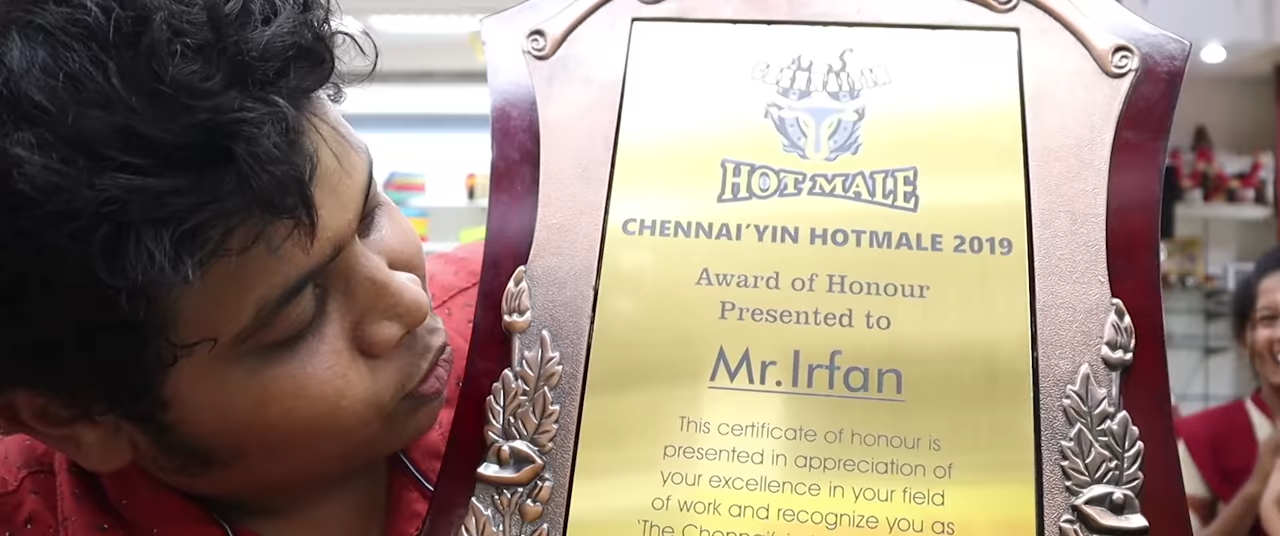 HOT MALE
CHENNAI'YIN HOTMALE 2019
Award of Honour
Presented to
Mr.Irfan
This certificate of honour is
presented in appreciation of
your excellence in your field
of work and recognize you as
'The